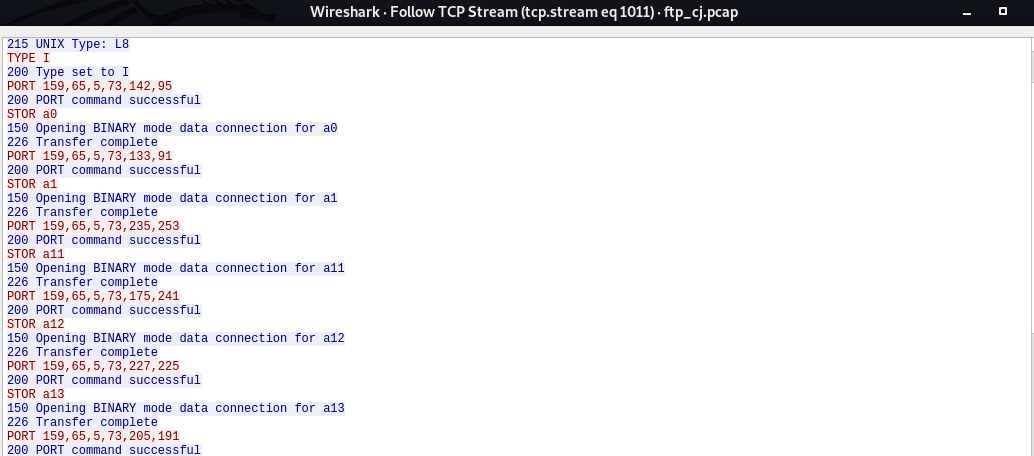 Wireshark · Follow TCP Stream (tcp.stream eq 1011) · ftp_cj.pcap
215 UNIX Type: L8
TYPE I
200 Type set to I
PORT 159,65,5,73,142,95
200 PORT command successful
STOR a0
150 Opening BINARY mode data connection for a0
226 Transfer complete
PORT 159,65,5,73,133,91
200 PORT command successful
STOR a1
150 Opening BINARY mode data connection for a1
226 Transfer complete
PORT 159,65,5,73,235,253
200 PORT command successful
STOR a11
150 Opening BINARY mode data connection for a11
226 Transfer complete
PORT 159,65,5,73,175,241
200 PORT command successful
STOR a12
150 Opening BINARY mode data connection for a12
226 Transfer complete
PORT 159,65,5,73,227,225
200 PORT command successful
STOR a13
150 Opening BINARY mode data connection for a13
226 Transfer complete
PORT 159,65,5,73,205,191
200 PORT command successful